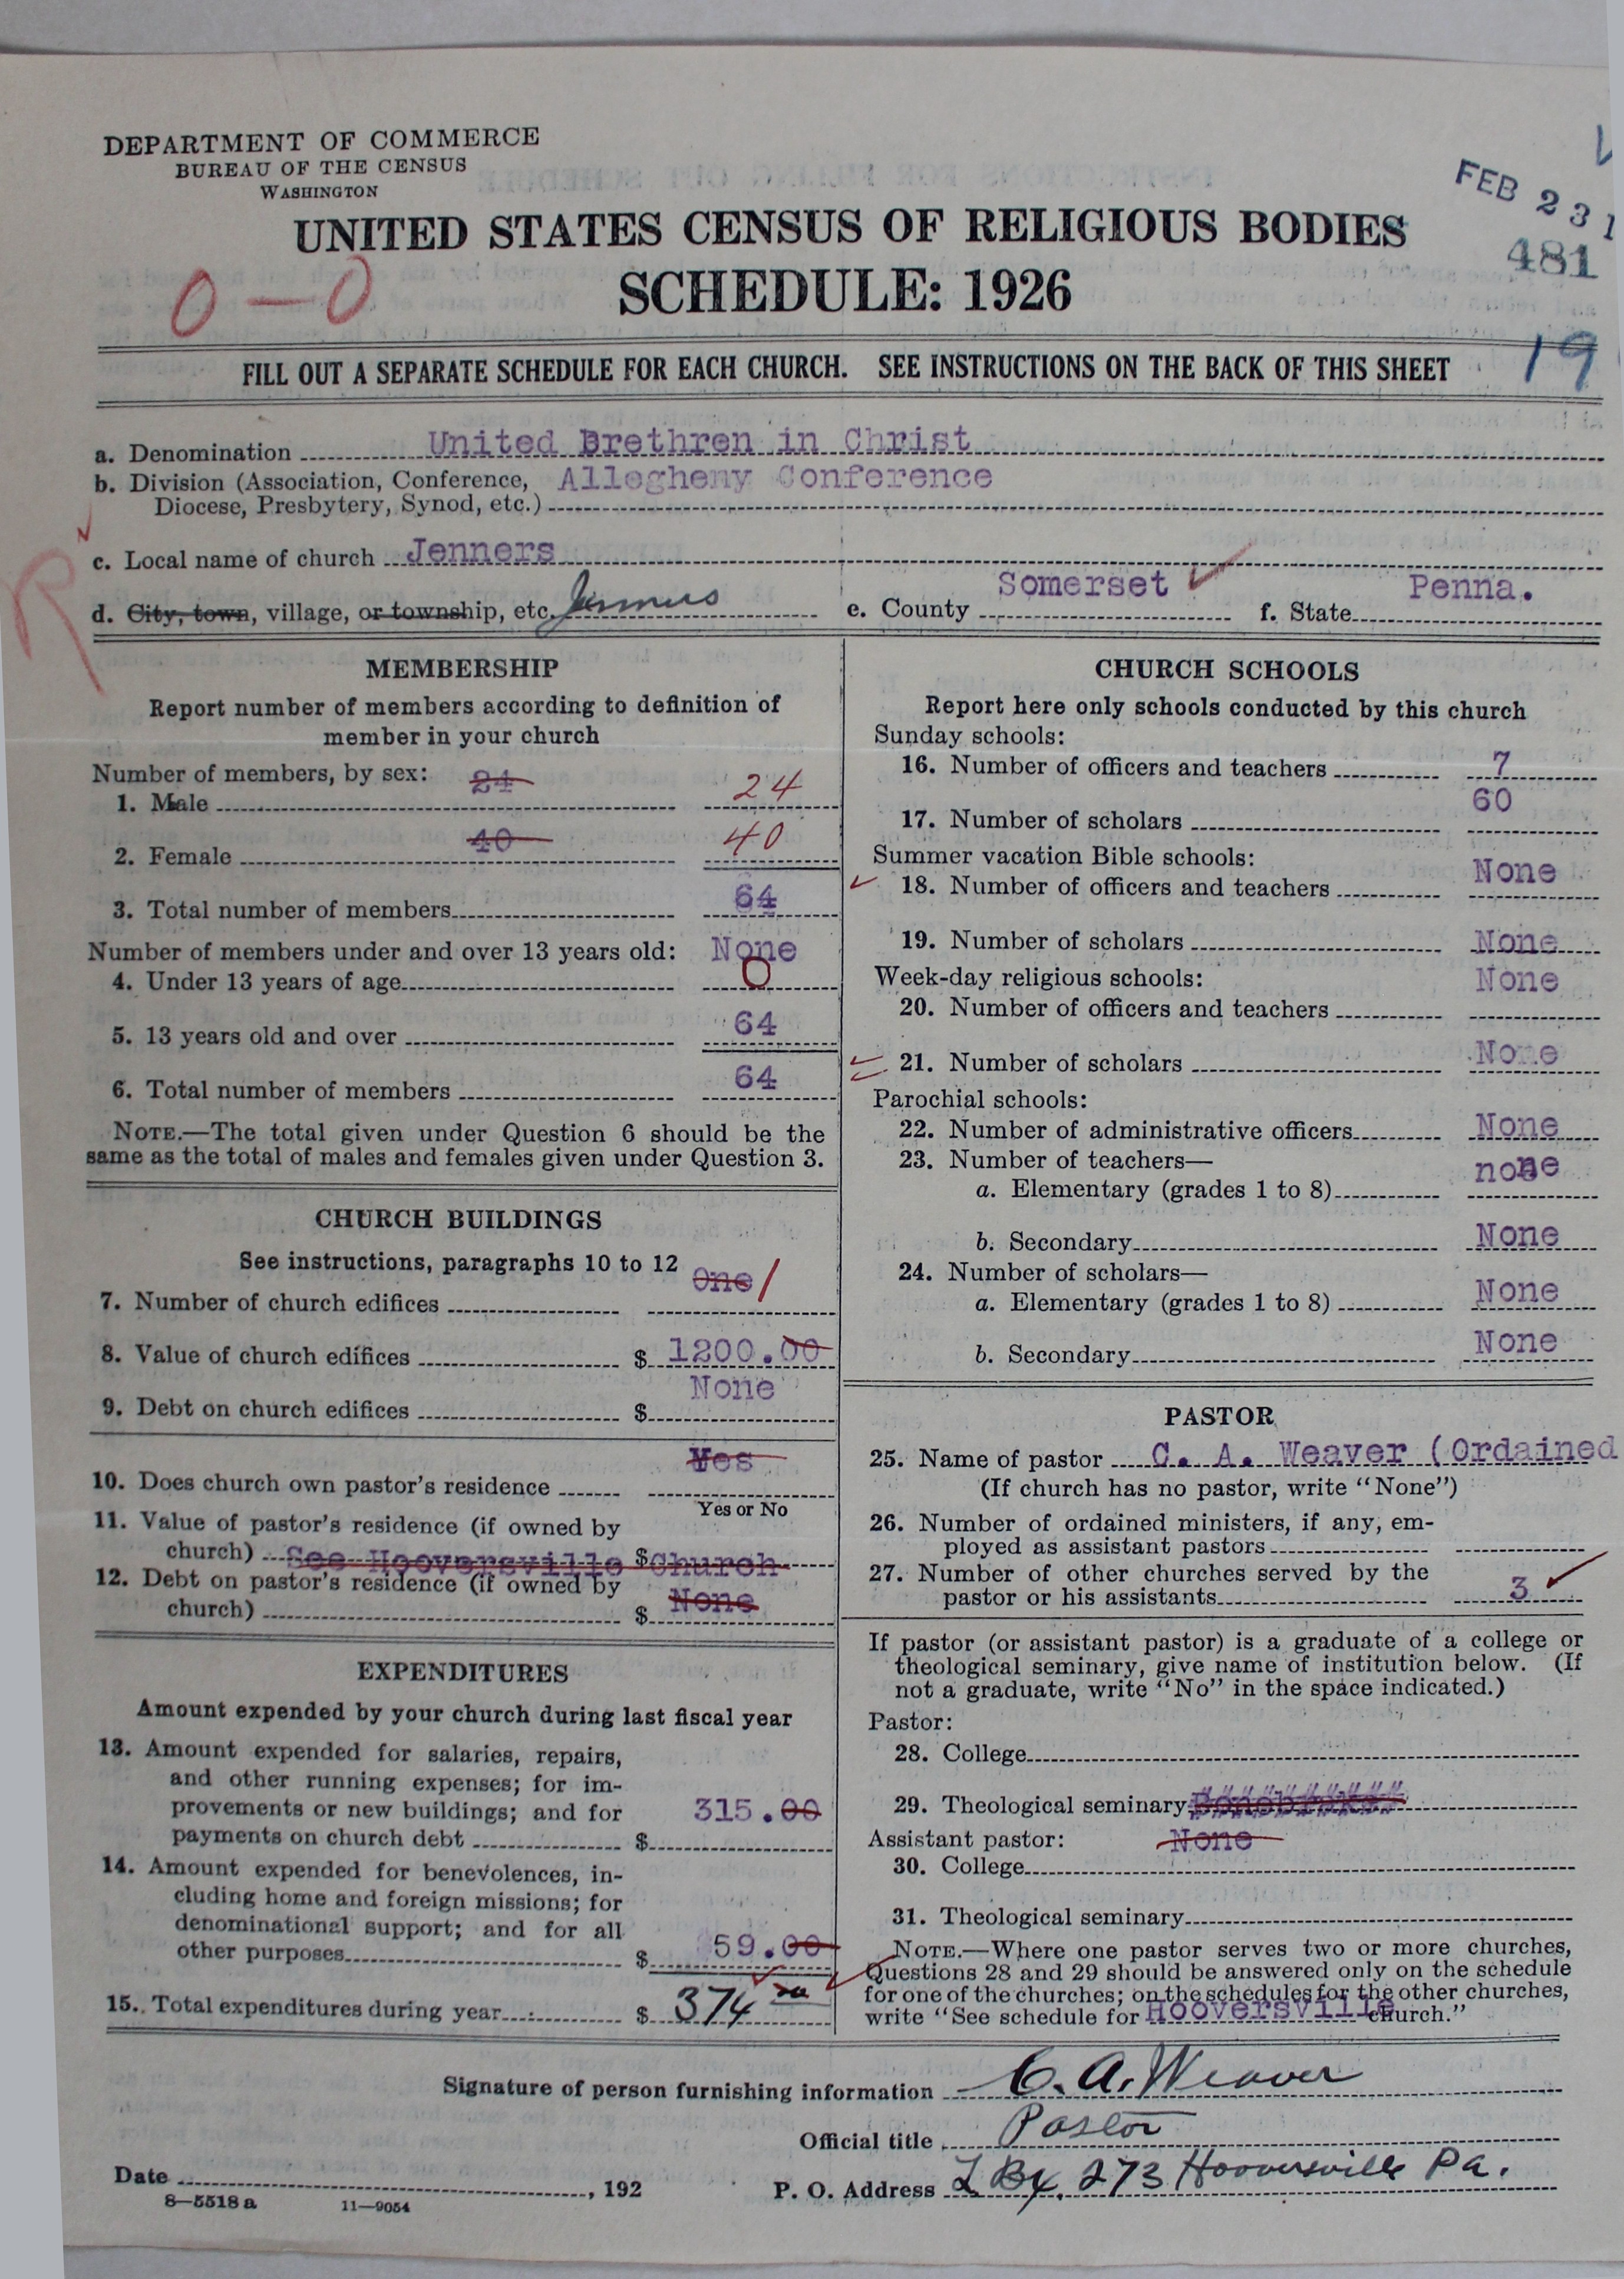 DEPARTMENT OF COMMERCE
BUREAU OF THE CENSUS
WASHINGTON
UNITED STATES CENSUS OF RELIGIOUS BODIES
SCHEDULE: 1926
FEB 23 1
481
0 — 0
FILL OUT A SEPARATE SCHEDULE FOR EACH CHURCH. SEE INSTRUCTIONS ON THE BACK OF THIS SHEET
19
a. Denomination United Brethren in Christ
b. Division (Association, Conference, Allegheny Conference
Diocese, Presbytery, Synod, etc.)
R
c. Local name of church Jenners
d. City, town, village, or township, etc. Jenners e. County Somerset f. State Penna.
MEMBERSHIP
Report number of members according to definition of
member in your church
Number of members, by sex: 24
1. Male 24
40
2. Female 40
3. Total number of members 64
Number of members under and over 13 years old: None
4. Under 13 years of age 0
5. 13 years old and over 64
6. Total number of members 64
NOTE.—The total given under Question 6 should be the
same as the total of males and females given under Question 3.
CHURCH BUILDINGS
See instructions, paragraphs 10 to 12
7. Number of church edifices One 1
8. Value of church edifices $ 1200.00
9. Debt on church edifices $ None
10. Does church own pastor's residence Yes
Yes or No
11. Value of pastor's residence (if owned by
church) See Hooversville $ Church
12. Debt on pastor's residence (if owned by
church) $ None
EXPENDITURES
Amount expended by your church during last fiscal year
13. Amount expended for salaries, repairs,
and other running expenses; for im-
provements or new buildings; and for
payments on church debt $ 315.00
14. Amount expended for benevolences, in-
cluding home and foreign missions; for
denominational support; and for all
other purposes $ 59.00
15. Total expenditures during year $ 374
CHURCH SCHOOLS
Report here only schools conducted by this church
Sunday schools:
16. Number of officers and teachers 7
17. Number of scholars 60
Summer vacation Bible schools:
18. Number of officers and teachers None
19. Number of scholars None
Week-day religious schools:
20. Number of officers and teachers None
21. Number of scholars None
Parochial schools:
22. Number of administrative officers None
23. Number of teachers—
a. Elementary (grades 1 to 8) none
b. Secondary None
24. Number of scholars—
a. Elementary (grades 1 to 8) None
b. Secondary None
PASTOR
25. Name of pastor C. A. Weaver (Ordained
(If church has no pastor, write "None")
26. Number of ordained ministers, if any, em-
ployed as assistant pastors
27. Number of other churches served by the
pastor or his assistants 3
If pastor (or assistant pastor) is a graduate of a college or
theological seminary, give name of institution below. (If
not a graduate, write "No" in the space indicated.)
Pastor:
28. College
29. Theological seminary
Assistant pastor: None
30. College
31. Theological seminary
NOTE.—Where one pastor serves two or more churches,
Questions 28 and 29 should be answered only on the schedule
for one of the churches; on the schedules for the other churches,
write "See schedule for Hooversville church."
Signature of person furnishing information C. A. Weaver
Official title Pastor
Date , 192
P. O. Address L Bx. 273 Hooversville Pa.
8—5518 a 11—9054